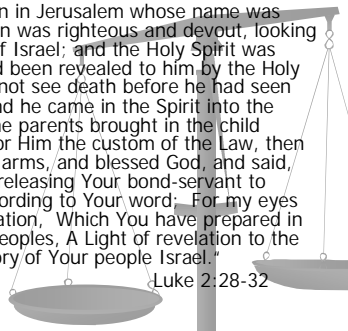 n in Jerusalem whose name was
n was righteous and devout, looking
f Israel; and the Holy Spirit was
d been revealed to him by the Holy
not see death before he had seen
nd he came in the Spirit into the
ne parents brought in the child
or Him the custom of the Law, then
arms, and blessed God, and said,
releasing Your bond-servant to
ording to Your word; For my eyes
ation, Which You have prepared in
eoples, A Light of revelation to the
ory of Your people Israel."
Luke 2:28-32